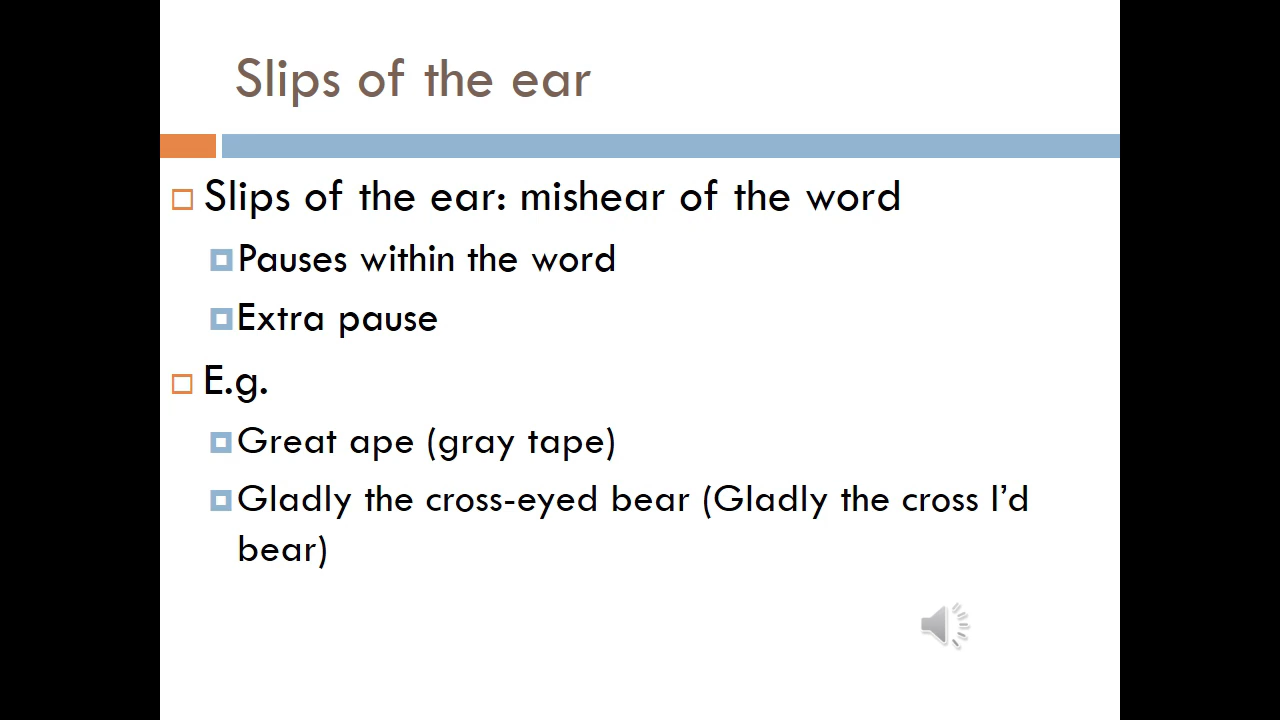 Slips of the ear
Slips of the ear: mishear of the word
Pauses within the word
Extra pause
E.g.
Great ape (gray tape)
Gladly the cross-eyed bear (Gladly the cross I’d
bear)